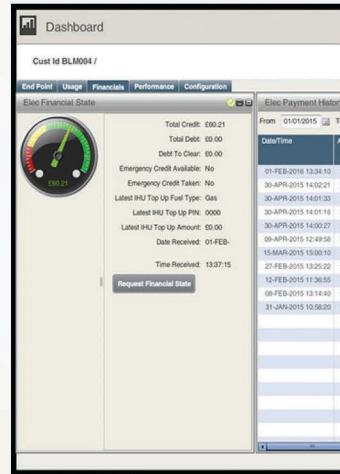 Dashboard
Cust Id BLM004 /
End Point Usage Financials Performance Configuration
Elec Financial State
£60.21
Total Credit: £60.21
Total Debt: £0.00
Debt To Clear: £0.00
Emergency Credit Available: No
Emergency Credit Taken: No
Latest IHU Top Up Fuel Type: Gas
Latest IHU Top Up PIN: 0000
Latest IHU Top Up Amount: £0.00
Date Received: 01-FEB-
Time Received: 13:37:15
Request Financial State
Elec Payment Histor
From 01/01/2015 T
Date/Time A
01-FEB-2016 13:34:10
30-APR-2015 14:02:21
30-APR-2015 14:01:33
30-APR-2015 14:01:16
30-APR-2015 14:00:27
09-APR-2015 12:49:58
15-MAR-2015 15:00:10
27-FEB-2015 13:25:22
12-FEB-2015 11:36:55
08-FEB-2015 13:14:40
31-JAN-2015 10:58:20